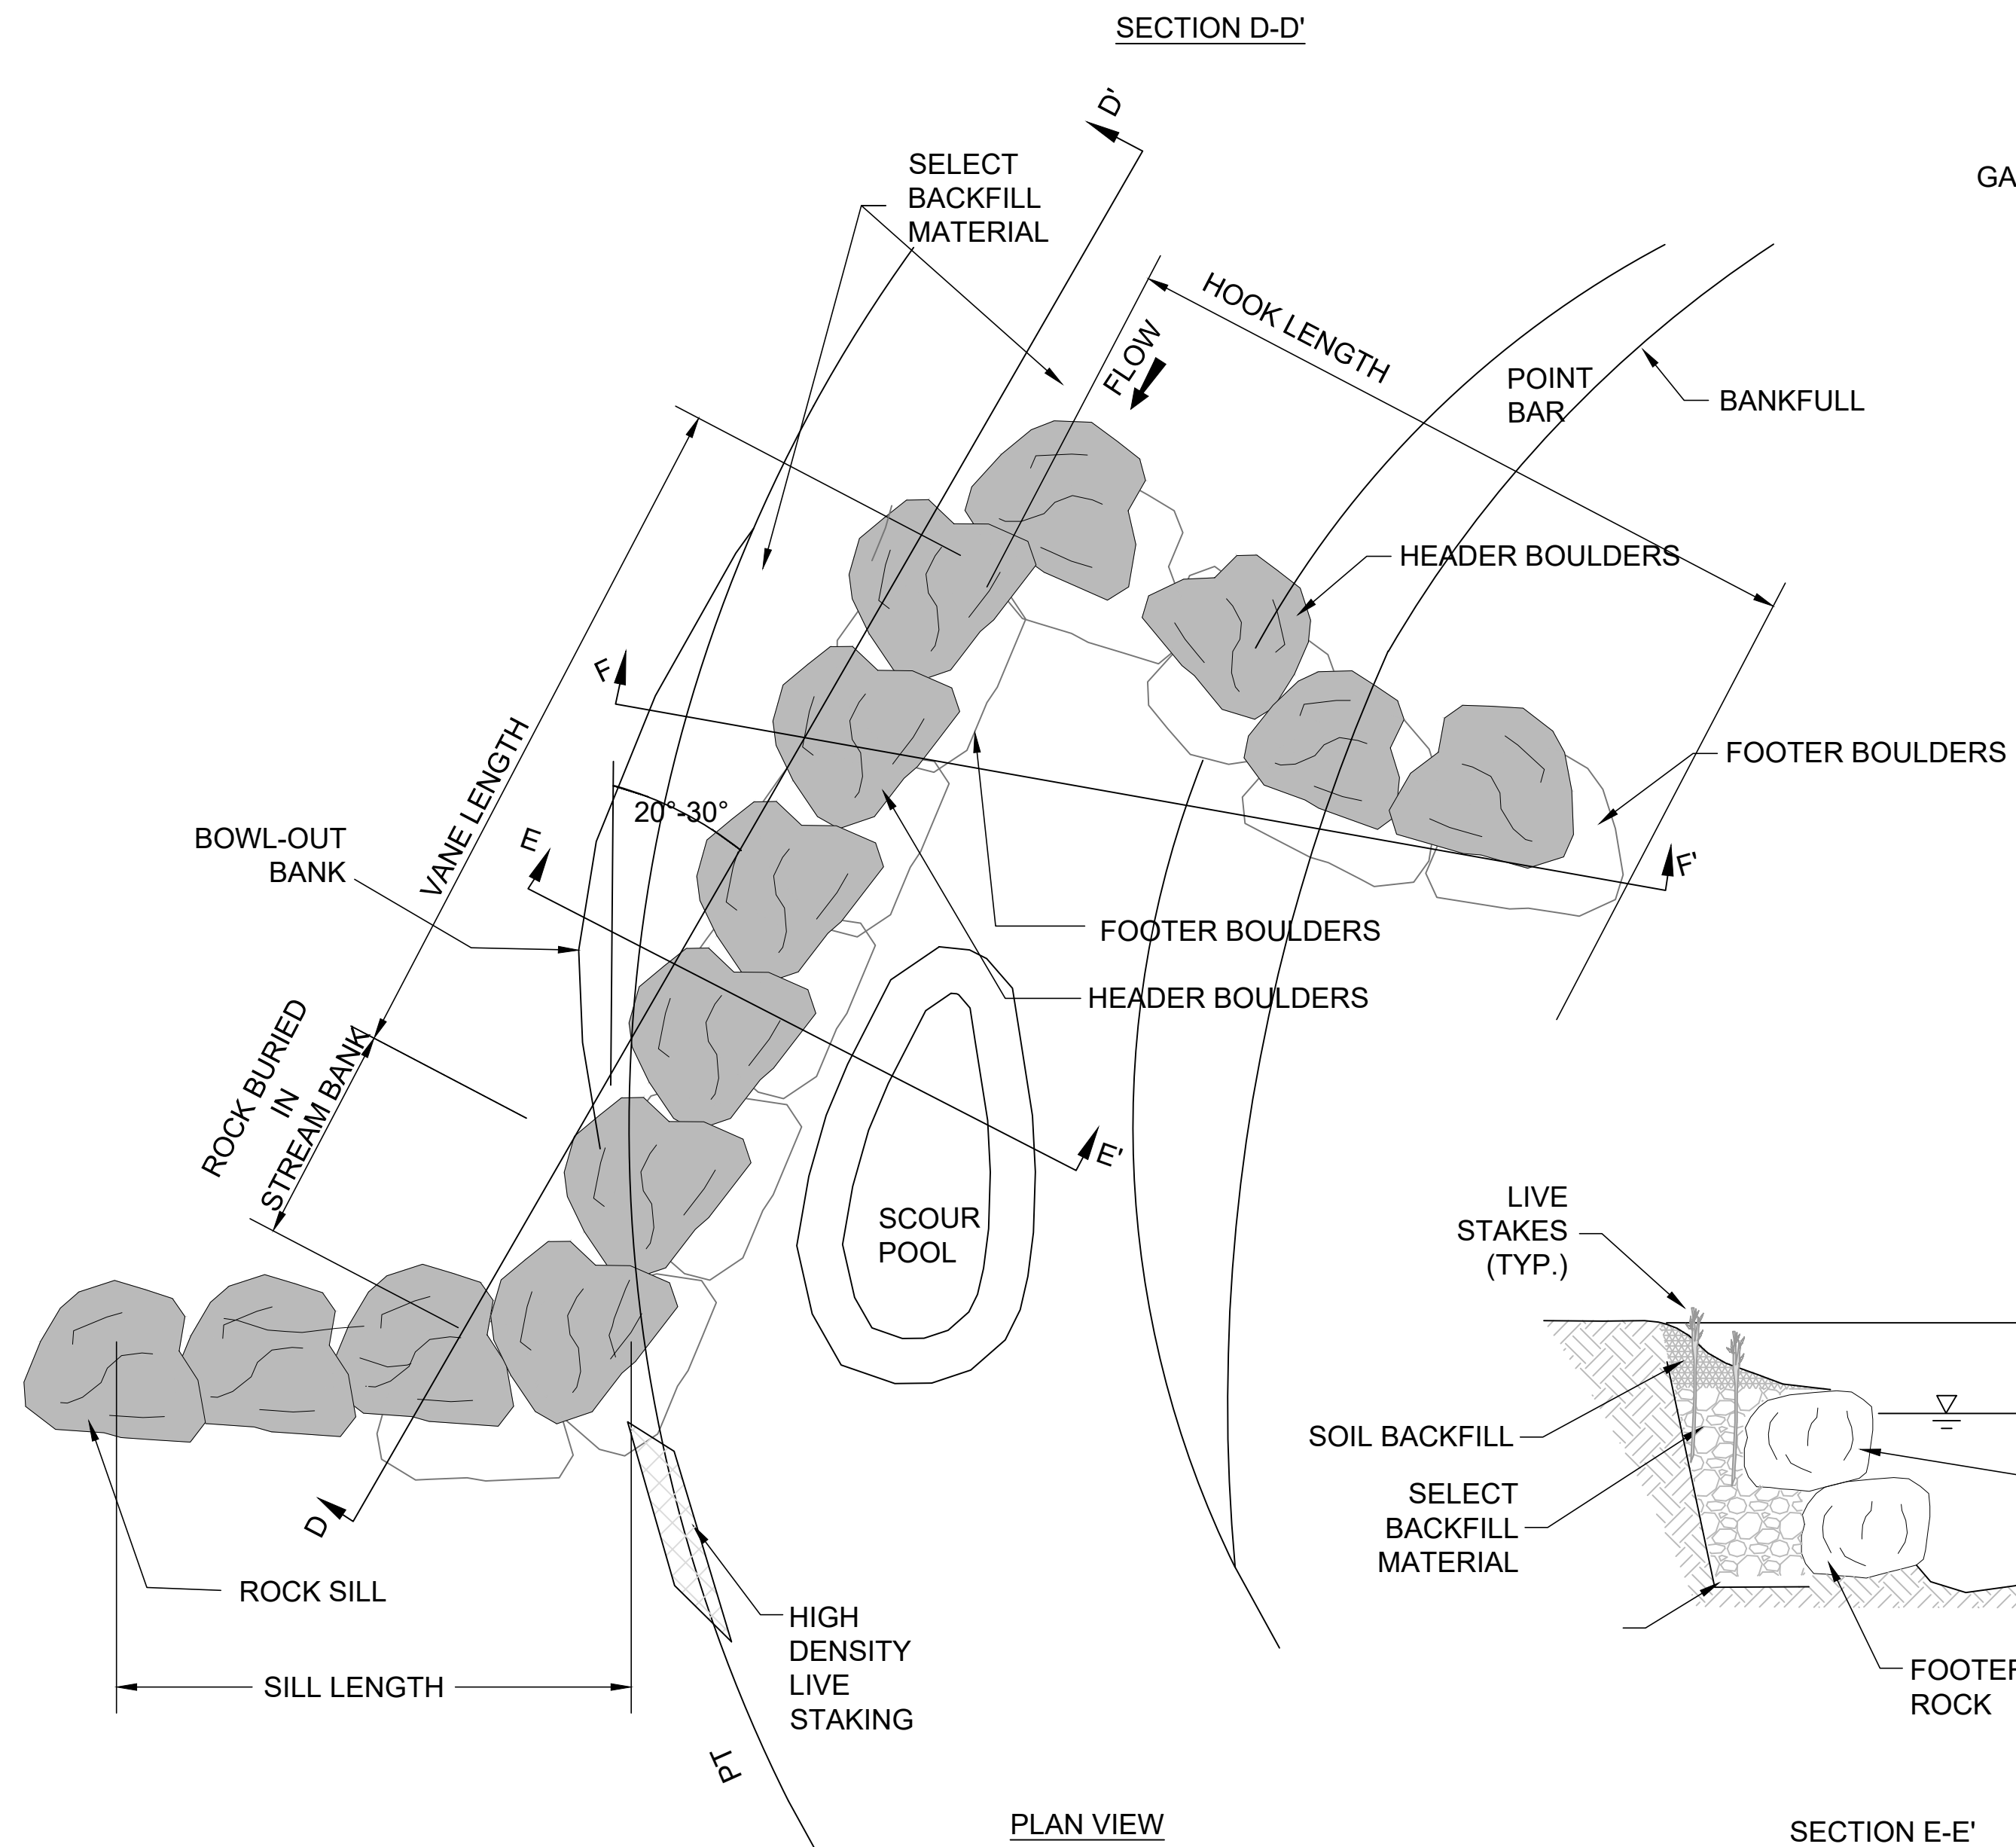 SECTION D-D'
D'
SELECT
BACKFILL
MATERIAL
GA
HOOK LENGTH
FLOW
POINT
BAR
BANKFULL
HEADER BOULDERS
F
VANE LENGTH
FOOTER BOULDERS
20°-30°
BOWL-OUT
BANK
E
F'
FOOTER BOULDERS
HEADER BOULDERS
ROCK BURIED
IN
STREAM BANK
E'
SCOUR
POOL
LIVE
STAKES
(TYP.)
SOIL BACKFILL
SELECT
BACKFILL
MATERIAL
D
ROCK SILL
HIGH
DENSITY
LIVE
STAKING
SILL LENGTH
FOOTER
ROCK
PT
PLAN VIEW
SECTION E-E'